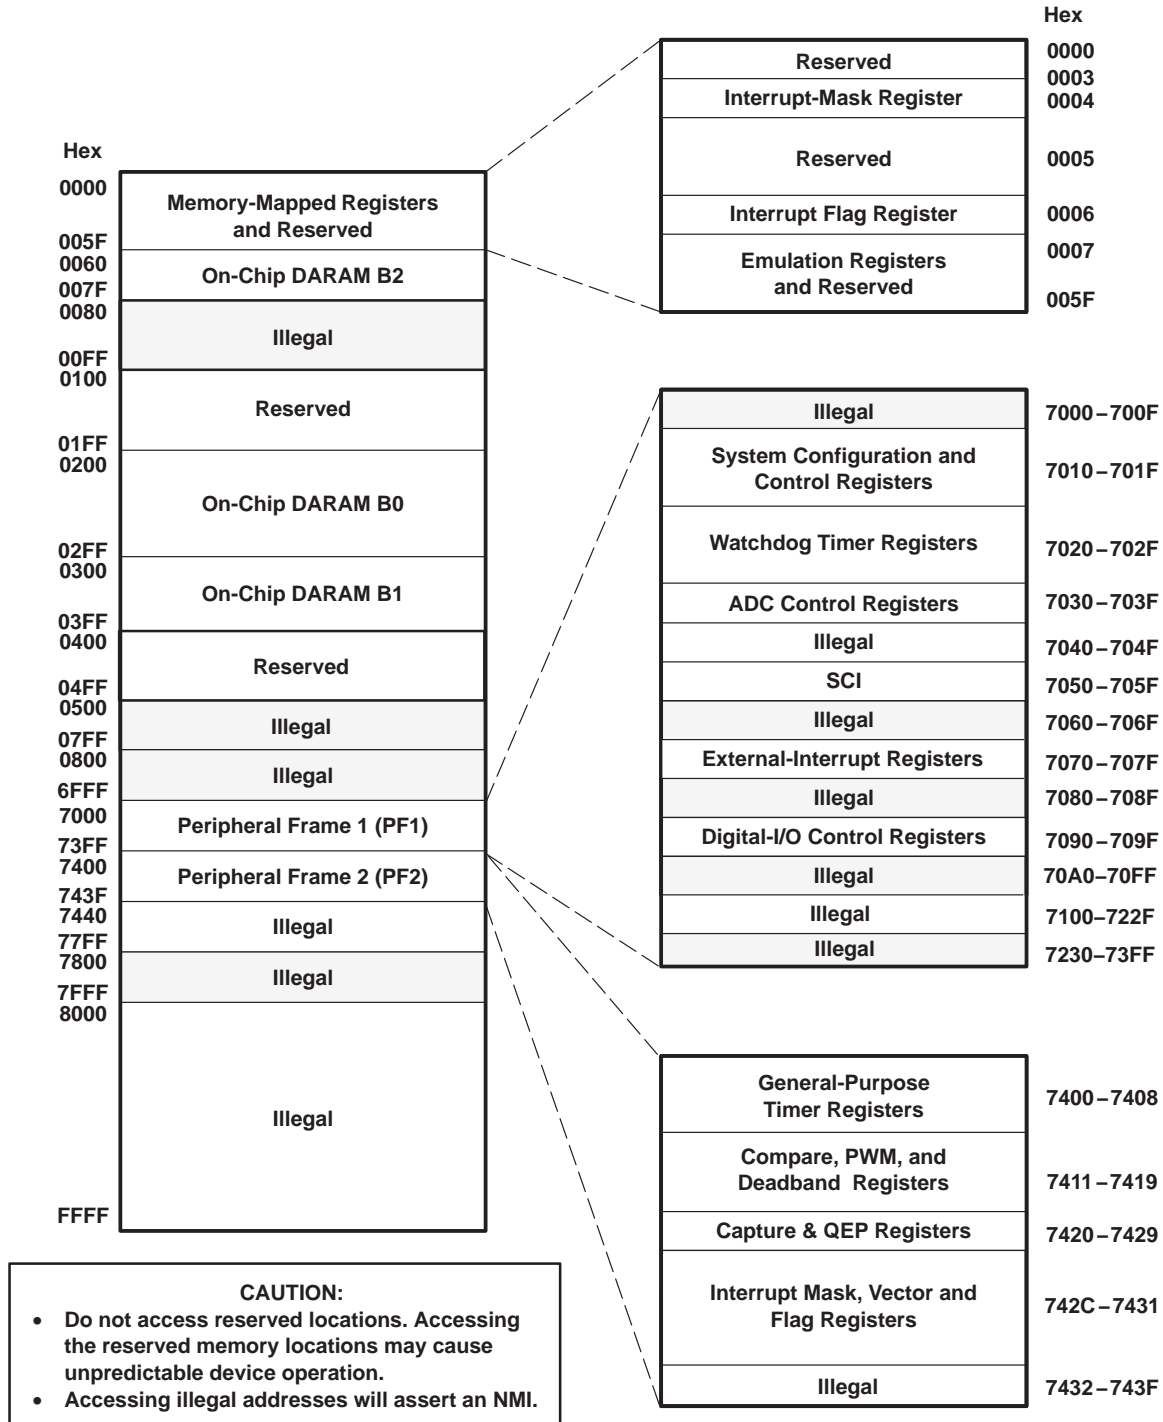 Hex
0000
Memory-Mapped Registers
and Reserved
005F
0060
On-Chip DARAM B2
007F
0080
Illegal
00FF
0100
Reserved
01FF
0200
On-Chip DARAM B0
02FF
0300
On-Chip DARAM B1
03FF
0400
Reserved
04FF
0500
Illegal
07FF
0800
Illegal
6FFF
7000
Peripheral Frame 1 (PF1)
73FF
7400
Peripheral Frame 2 (PF2)
743F
7440
Illegal
77FF
7800
Illegal
7FFF
8000
Illegal
FFFF
Hex
Reserved
0000
0003
Interrupt-Mask Register
0004
Reserved
0005
Interrupt Flag Register
0006
Emulation Registers
and Reserved
0007
005F
Illegal
7000–700F
System Configuration and
Control Registers
7010–701F
Watchdog Timer Registers
7020–702F
ADC Control Registers
7030–703F
Illegal
7040–704F
SCI
7050–705F
Illegal
7060–706F
External-Interrupt Registers
7070–707F
Illegal
7080–708F
Digital-I/O Control Registers
7090–709F
Illegal
70A0–70FF
Illegal
7100–722F
Illegal
7230–73FF
General-Purpose
Timer Registers
7400–7408
Compare, PWM, and
Deadband Registers
7411–7419
Capture & QEP Registers
7420–7429
Interrupt Mask, Vector and
Flag Registers
742C–7431
Illegal
7432–743F
CAUTION:
• Do not access reserved locations. Accessing
the reserved memory locations may cause
unpredictable device operation.
• Accessing illegal addresses will assert an NMI.